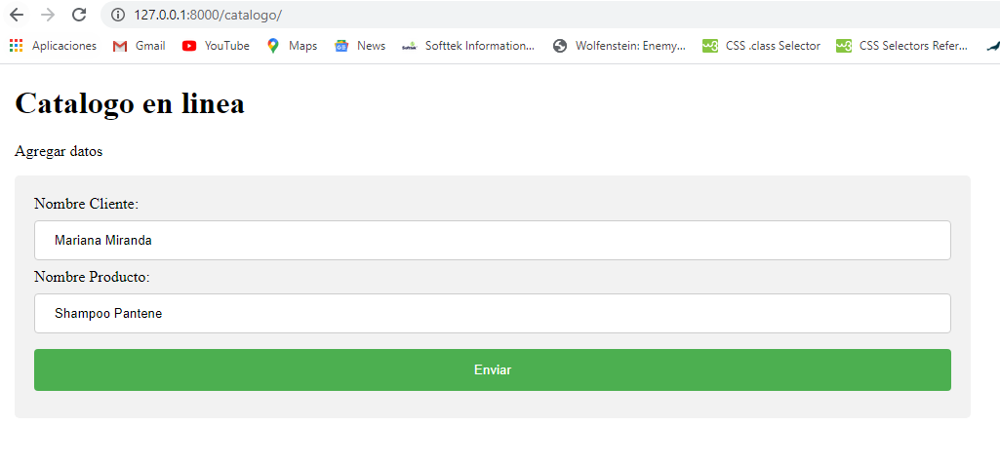 127.0.0.1:8000/catalogo/
Aplicaciones Gmail YouTube Maps News Softtek Information... Wolfenstein: Enemy... CSS .class Selector CSS Selectors Refer...
Catalogo en linea
Agregar datos
Nombre Cliente:
Mariana Miranda
Nombre Producto:
Shampoo Pantene
Enviar